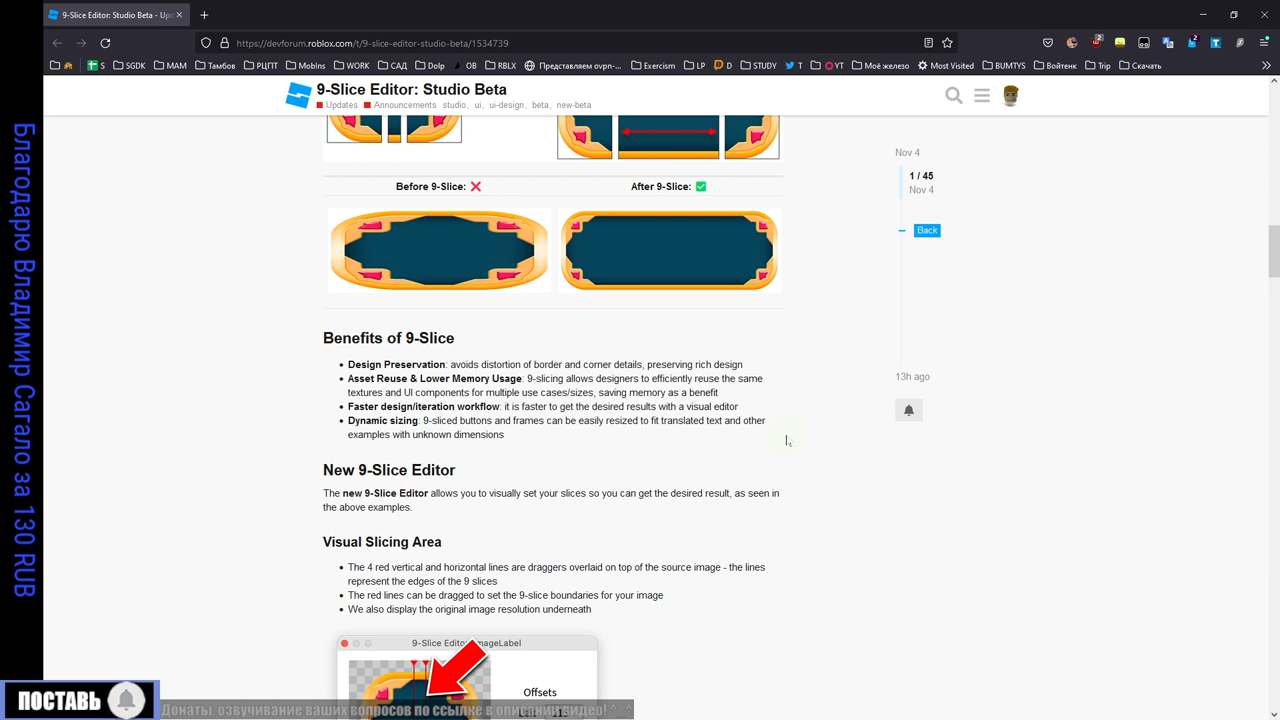 9-Slice Editor: Studio Beta - Upd
https://devforum.roblox.com/t/9-slice-editor-studio-beta/1534739
S SGDK МАМ Тамбов РЦПТ MobIns WORK САД Dolp OB RBLX Представляем ovpn-... Exercism LP D STUDY T YT Моё железо Most Visited BUMTYS Войтенк Trip Скачать
9-Slice Editor: Studio Beta
Updates Announcements studio, ui, ui-design, beta, new-beta
Nov 4
1 / 45
Nov 4
Back
13h ago
Before 9-Slice: After 9-Slice:
Benefits of 9-Slice
Design Preservation: avoids distortion of border and corner details, preserving rich design
Asset Reuse & Lower Memory Usage: 9-slicing allows designers to efficiently reuse the same
textures and UI components for multiple use cases/sizes, saving memory as a benefit
Faster design/iteration workflow: it is faster to get the desired results with a visual editor
Dynamic sizing: 9-sliced buttons and frames can be easily resized to fit translated text and other
examples with unknown dimensions
New 9-Slice Editor
The new 9-Slice Editor allows you to visually set your slices so you can get the desired result, as seen in
the above examples.
Visual Slicing Area
The 4 red vertical and horizontal lines are draggers overlaid on top of the source image - the lines
represent the edges of the 9 slices
The red lines can be dragged to set the 9-slice boundaries for your image
We also display the original image resolution underneath
Offsets
Благодарю Владимир Сагало за 130 RUB
ПОСТАВЬ
Донаты, озвучивание ваших вопросов по ссылке в описании видео! ^_^